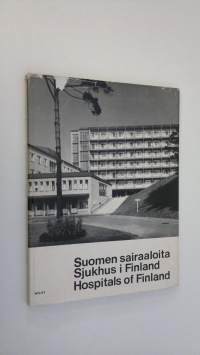 Suomen sairaaloita
Sjukhus i Finland
Hospitals of Finland